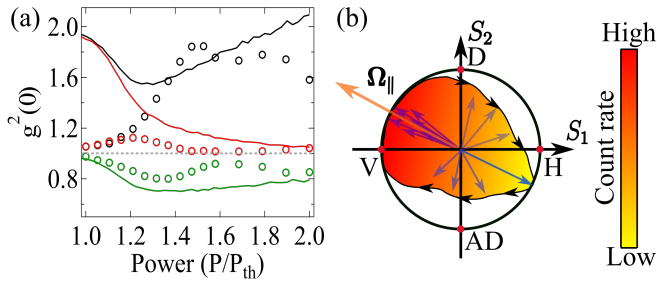 (a)
g²(0)
2.0
1.6
1.2
0.8
1.0 1.2 1.4 1.6 1.8 2.0
Power (P/Pth)
(b)
S₂
D
Ω∥
S₁
V
H
AD
High
Count rate
Low